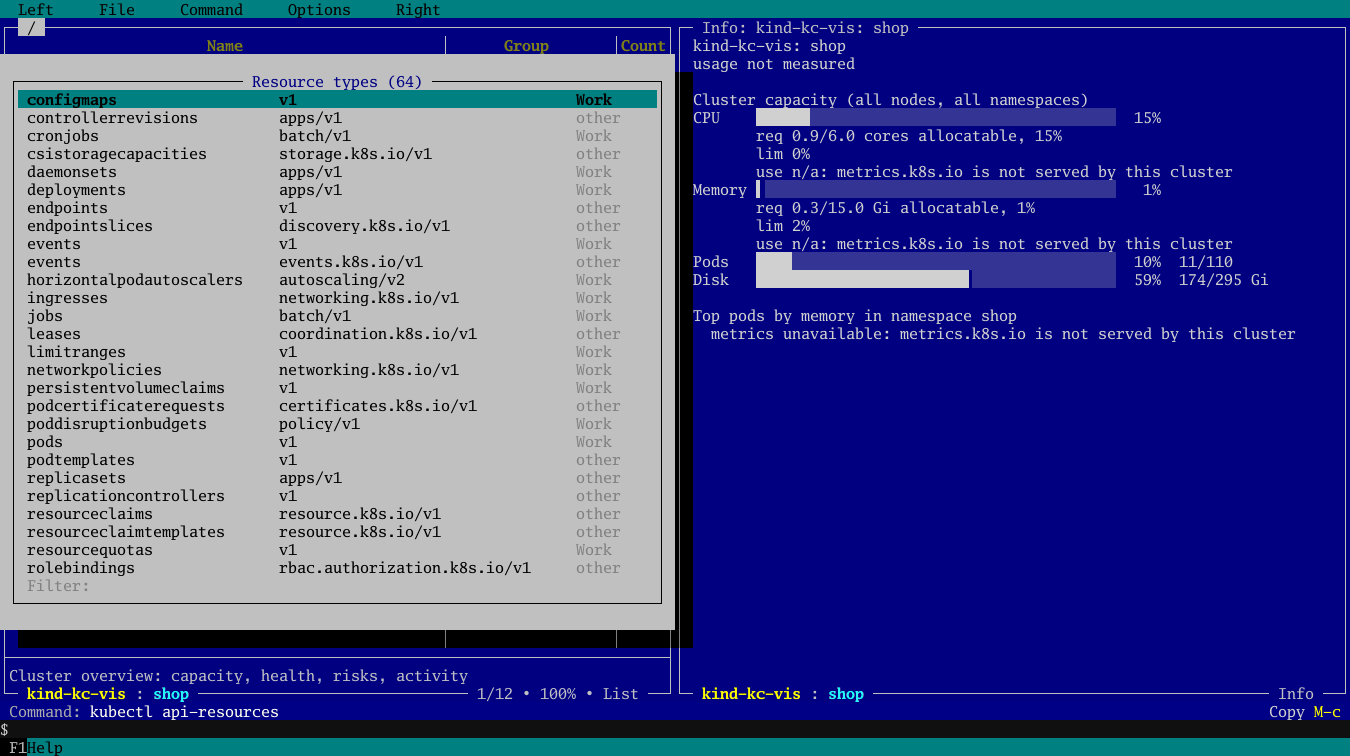 Left File Command Options Right
/
Name Group Count
Resource types (64)
configmaps v1 Work
controllerrevisions apps/v1 other
cronjobs batch/v1 Work
csistoragecapacities storage.k8s.io/v1 other
daemonsets apps/v1 Work
deployments apps/v1 Work
endpoints v1 other
endpointslices discovery.k8s.io/v1 other
events v1 Work
events events.k8s.io/v1 other
horizontalpodautoscalers autoscaling/v2 Work
ingresses networking.k8s.io/v1 Work
jobs batch/v1 Work
leases coordination.k8s.io/v1 other
limitranges v1 Work
networkpolicies networking.k8s.io/v1 Work
persistentvolumeclaims v1 Work
podcertificaterequests certificates.k8s.io/v1 other
poddisruptionbudgets policy/v1 Work
pods v1 Work
podtemplates v1 other
replicasets apps/v1 other
replicationcontrollers v1 other
resourceclaims resource.k8s.io/v1 other
resourceclaimtemplates resource.k8s.io/v1 other
resourcequotas v1 Work
rolebindings rbac.authorization.k8s.io/v1 other
Filter:
Cluster overview: capacity, health, risks, activity
kind-kc-vis : shop 1/12 • 100% • List
Info: kind-kc-vis: shop
kind-kc-vis: shop
usage not measured
Cluster capacity (all nodes, all namespaces)
CPU 15%
req 0.9/6.0 cores allocatable, 15%
lim 0%
use n/a: metrics.k8s.io is not served by this cluster
Memory 1%
req 0.3/15.0 Gi allocatable, 1%
lim 2%
use n/a: metrics.k8s.io is not served by this cluster
Pods 10% 11/110
Disk 59% 174/295 Gi
Top pods by memory in namespace shop
metrics unavailable: metrics.k8s.io is not served by this cluster
kind-kc-vis : shop Info
Command: kubectl api-resources Copy M-c
$
F1Help